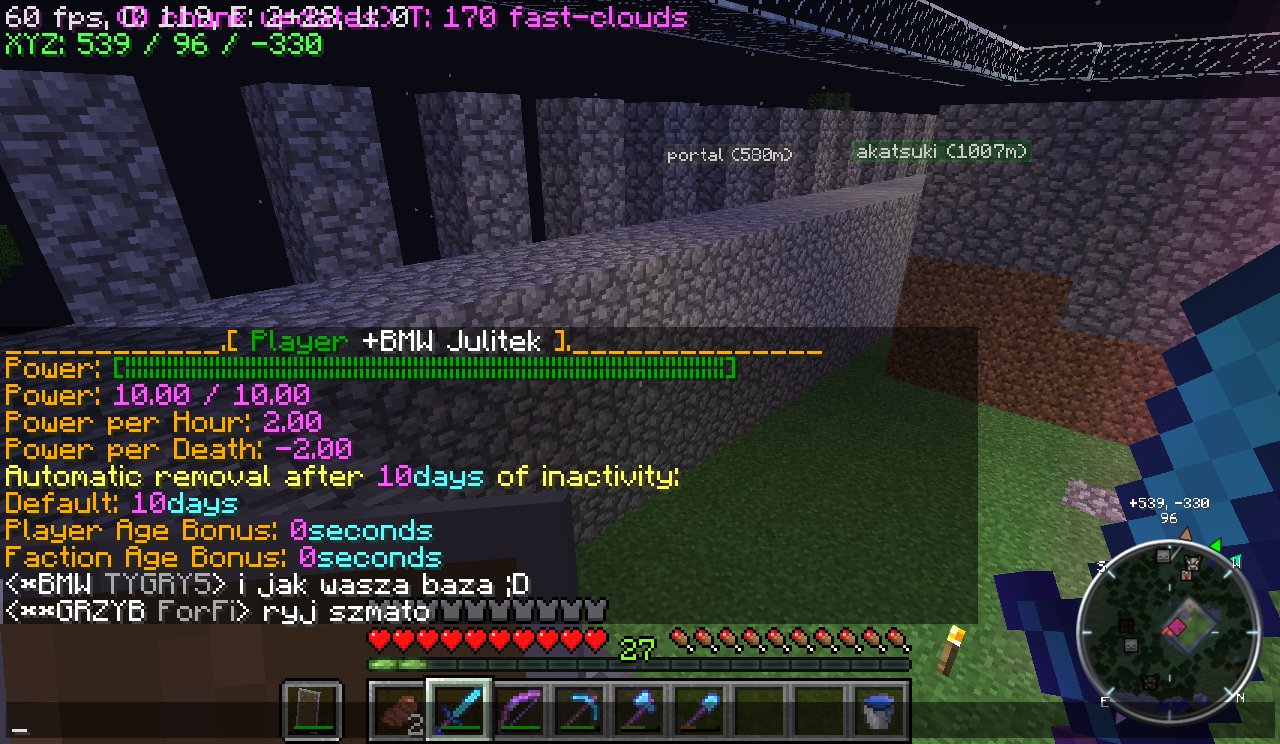 60 fps, T: 170 fast-clouds
XYZ: 539 / 96 / -330
portal (580m)
akatsuki (1007m)
____________.[ Player +BMW Julitek ].______________
Power: [||||||||||||||||||||||||||||||||||||||||||||||||||||||||||||||||||||||||||||||||||||||||||||||||||||]
Power: 10.00 / 10.00
Power per Hour: 2.00
Power per Death: -2.00
Automatic removal after 10days of inactivity:
Default: 10days
Player Age Bonus: 0seconds
Faction Age Bonus: 0seconds
<*BMW TYGRY5> i jak wasza baza ;D
<**GRZYB ForFi> ryj szmato
27
2
_
+539, -330
96
S
W
E
N